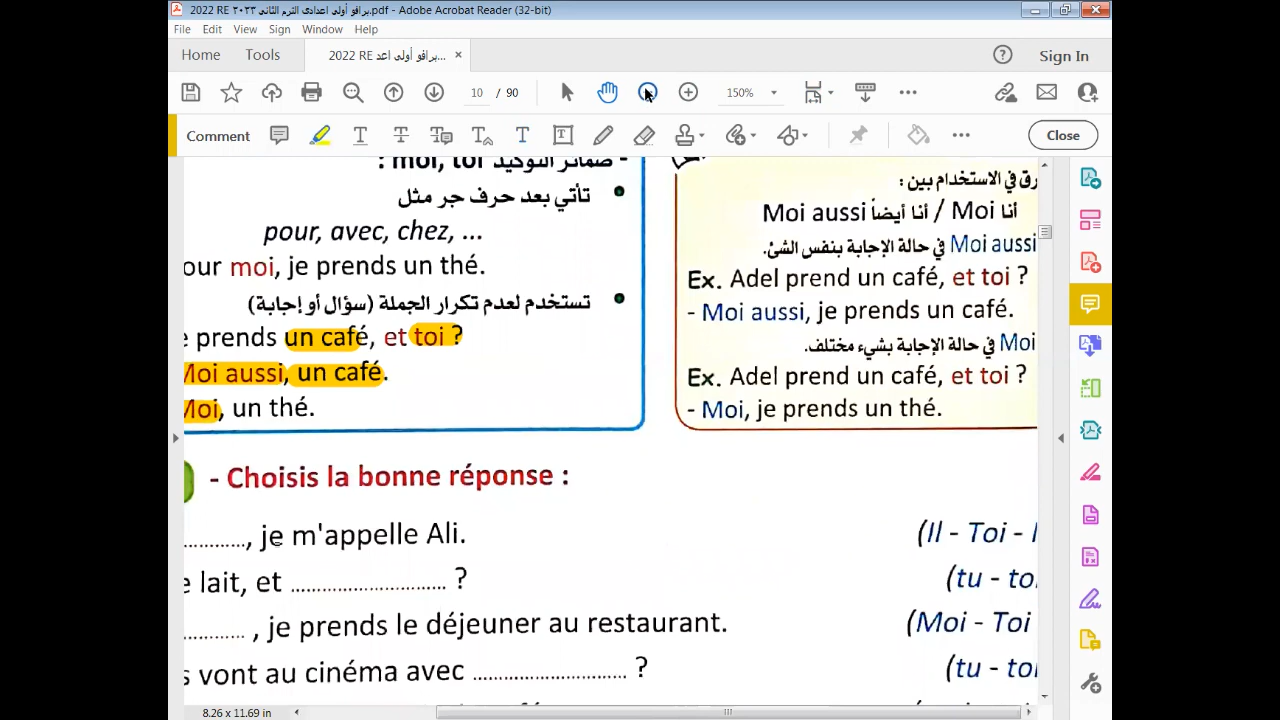 برافو أولى اعدادى الترم الثانى ٢٠٢٣ 2022 RE.pdf - Adobe Acrobat Reader (32-bit)
File Edit View Sign Window Help
Home Tools برافو أولى اعد 2022 RE... × Sign In
10 / 90 150%
Comment Close
- ضمائر التوكيد moi, toi :
• تأتي بعد حرف جر مثل
pour, avec, chez, ...
our moi, je prends un thé.
• تستخدم لعدم تكرار الجملة (سؤال أو إجابة)
e prends un café, et toi ?
Moi aussi, un café.
Moi, un thé.
رق في الاستخدام بين :
أنا Moi / أنا أيضاً Moi aussi
Moi aussi في حالة الإجابة بنفس الشئ.
Ex. Adel prend un café, et toi ?
- Moi aussi, je prends un café.
Moi في حالة الإجابة بشيء مختلف.
Ex. Adel prend un café, et toi ?
- Moi, je prends un thé.
- Choisis la bonne réponse :
............, je m'appelle Ali. (Il - Toi -
e lait, et ............................ ? (tu - toi
............ , je prends le déjeuner au restaurant. (Moi - Toi
s vont au cinéma avec ............................ ? (tu - toi
8.26 x 11.69 in